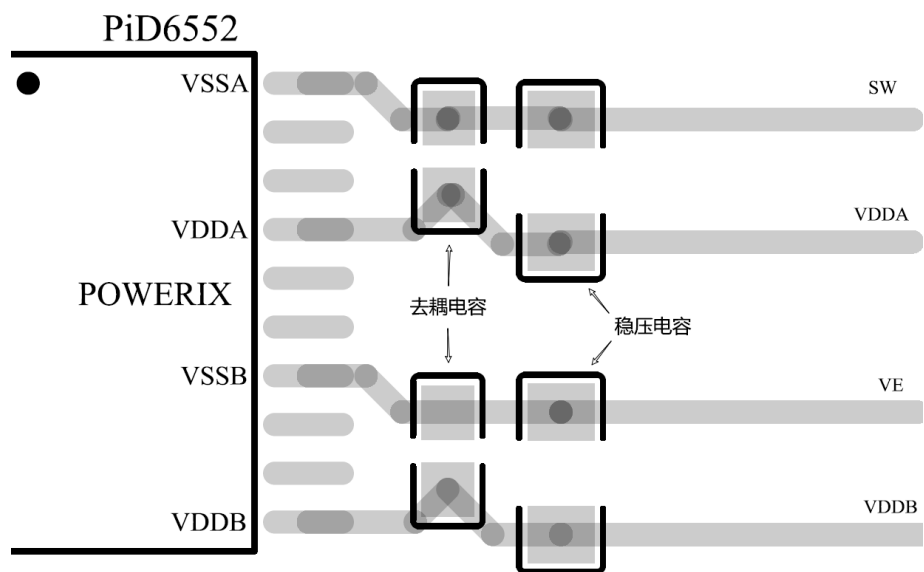 PiD6552
VSSA
SW
VDDA
VDDA
去耦电容
POWERIX
稳压电容
VSSB
VE
VDDB
VDDB